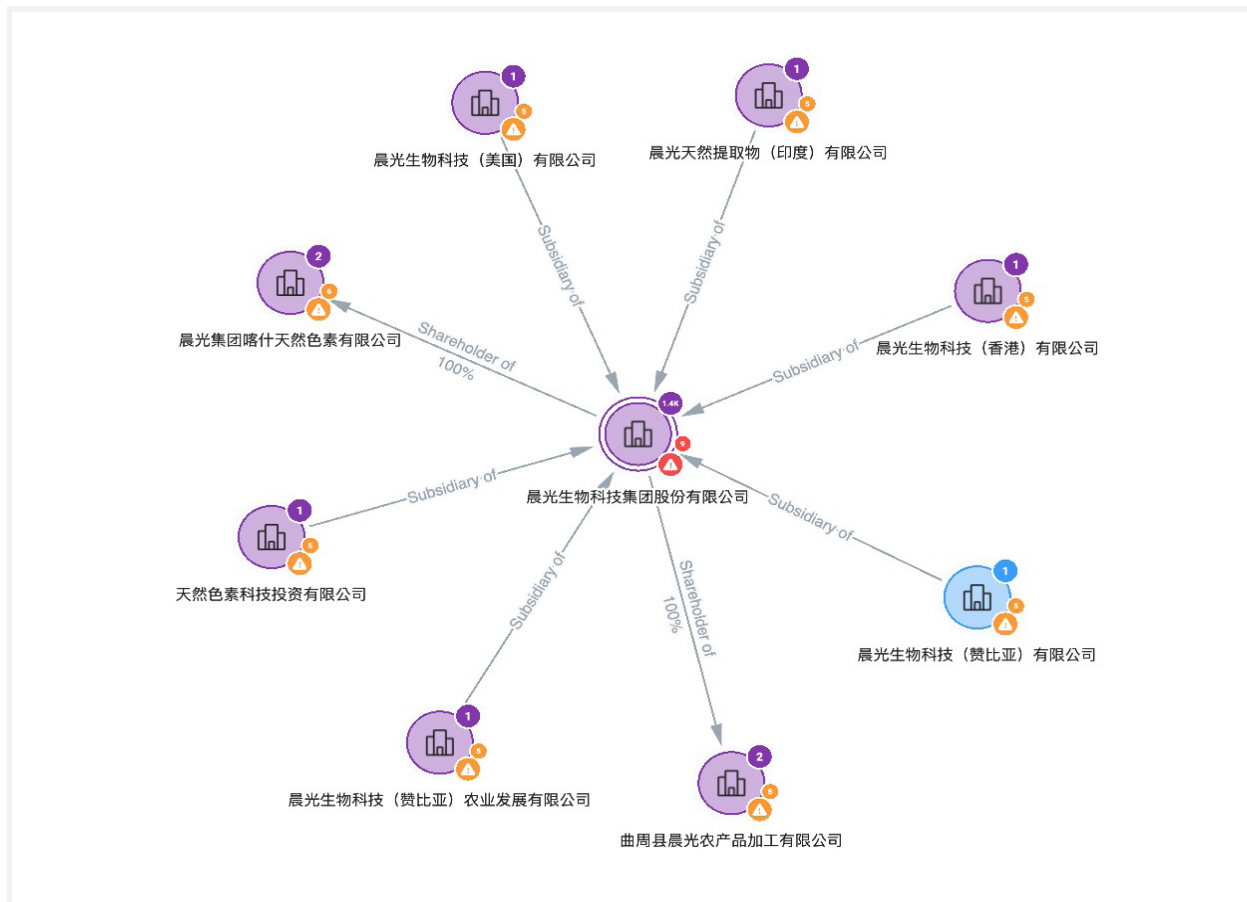 1
5
晨光生物科技（美国）有限公司
1
5
晨光天然提取物（印度）有限公司
Subsidiary of
Subsidiary of
2
6
晨光集团喀什天然色素有限公司
1
5
晨光生物科技（香港）有限公司
Shareholder of
100%
Subsidiary of
1.4K
9
晨光生物科技集团股份有限公司
1
5
天然色素科技投资有限公司
Subsidiary of
Subsidiary of
1
5
晨光生物科技（赞比亚）有限公司
Subsidiary of
Shareholder of
100%
1
5
晨光生物科技（赞比亚）农业发展有限公司
2
曲周县晨光农产品加工有限公司